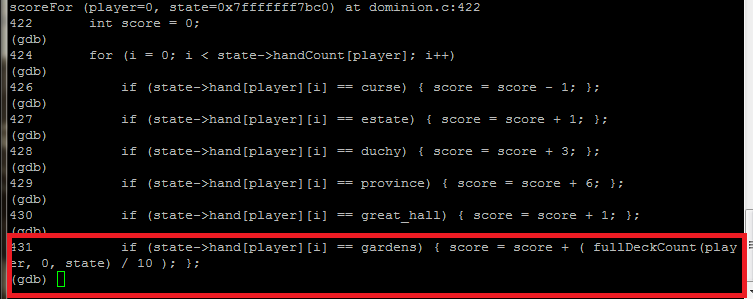 scoreFor (player=0, state=0x7fffffff7bc0) at dominion.c:422
422       int score = 0;
(gdb)
424       for (i = 0; i < state->handCount[player]; i++)
(gdb)
426           if (state->hand[player][i] == curse) { score = score - 1; };
(gdb)
427           if (state->hand[player][i] == estate) { score = score + 1; };
(gdb)
428           if (state->hand[player][i] == duchy) { score = score + 3; };
(gdb)
429           if (state->hand[player][i] == province) { score = score + 6; };
(gdb)
430           if (state->hand[player][i] == great_hall) { score = score + 1; };
(gdb)
431           if (state->hand[player][i] == gardens) { score = score + ( fullDeckCount(play
er, 0, state) / 10 ); };
(gdb)